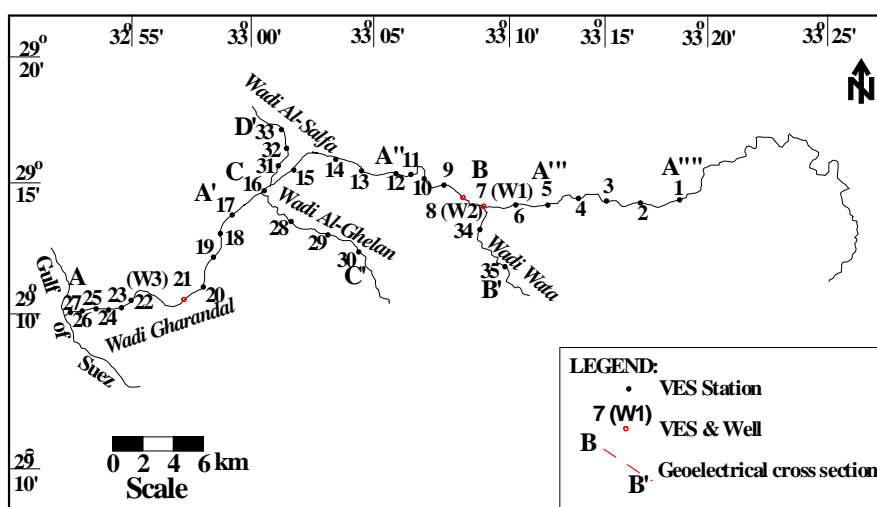 32° 55' 33° 00' 33° 05' 33° 10' 33° 15' 33° 20' 33° 25'
29° 20'
N
Wadi Al-Salfa
D' 33
32
31
C
16
15
14
13
A''
12
11
10
9
B
7 (W1)
8 (W2)
A'''
6
5
4
3
2
A''''
1
29° 15'
A'
17
18
19
20
21
(W3)
22
23
24
25
26
27
A
Wadi Al-Ghelan
28
29
30
C''
34
35
B'
Wadi Wata
29° 10'
Gulf of Suez
Wadi Gharandal
LEGEND:
VES Station
7 (W1)
VES & Well
B
B'
Geoelectrical cross section
0 2 4 6 km
Scale
29° 10'